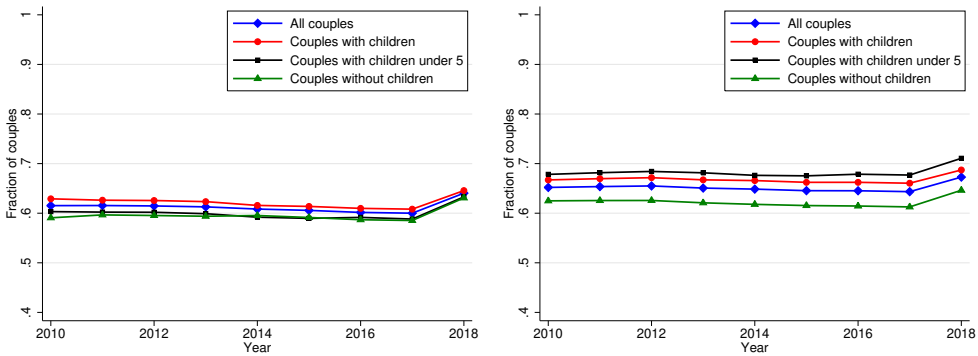 1
.9
.8
.7
.6
.5
.4
Fraction of couples
All couples
Couples with children
Couples with children under 5
Couples without children
2010 2012 2014 2016 2018
Year
1
.9
.8
.7
.6
.5
.4
Fraction of couples
All couples
Couples with children
Couples with children under 5
Couples without children
2010 2012 2014 2016 2018
Year